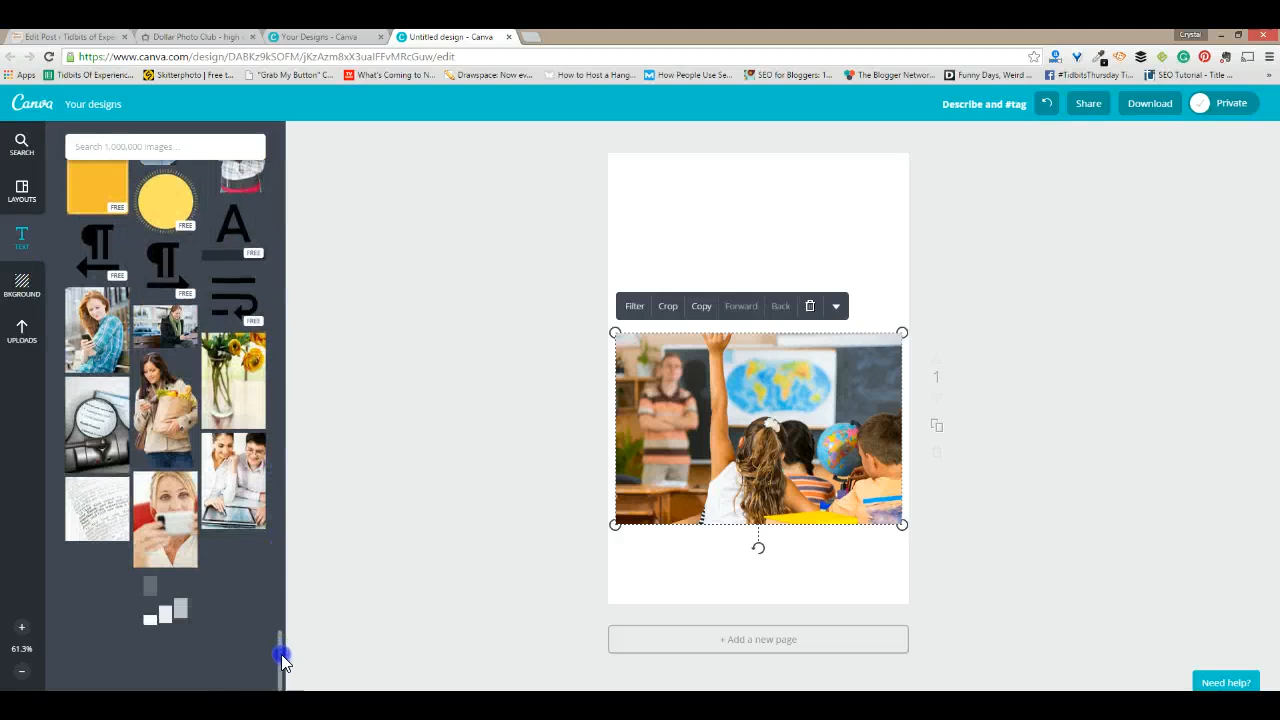 Edit Post ‹ Tidbits of Expe
Dollar Photo Club - high q
Your Designs - Canva
Untitled design - Canva
Crystal
https://www.canva.com/design/DABKz9kSOFM/jKzAzm8xX3uaIFFvMRcGuw/edit
Apps
Tidbits Of Experienc...
Skitterphoto | Free t...
"Grab My Button" C...
What's Coming to N...
Drawspace: Now ev...
How to Host a Hang...
How People Use Se...
SEO for Bloggers: 1...
The Blogger Networ...
Funny Days, Weird ...
#TidbitsThursday Ti...
SEO Tutorial - Title ...
Canva
Your designs
Describe and #tag
Share
Download
Private
SEARCH
LAYOUTS
TEXT
BKGROUND
UPLOADS
61.3%
Search 1,000,000 images...
FREE
FREE
FREE
FREE
FREE
FREE
A
Filter
Crop
Copy
Forward
Back
1
+ Add a new page
Need help?